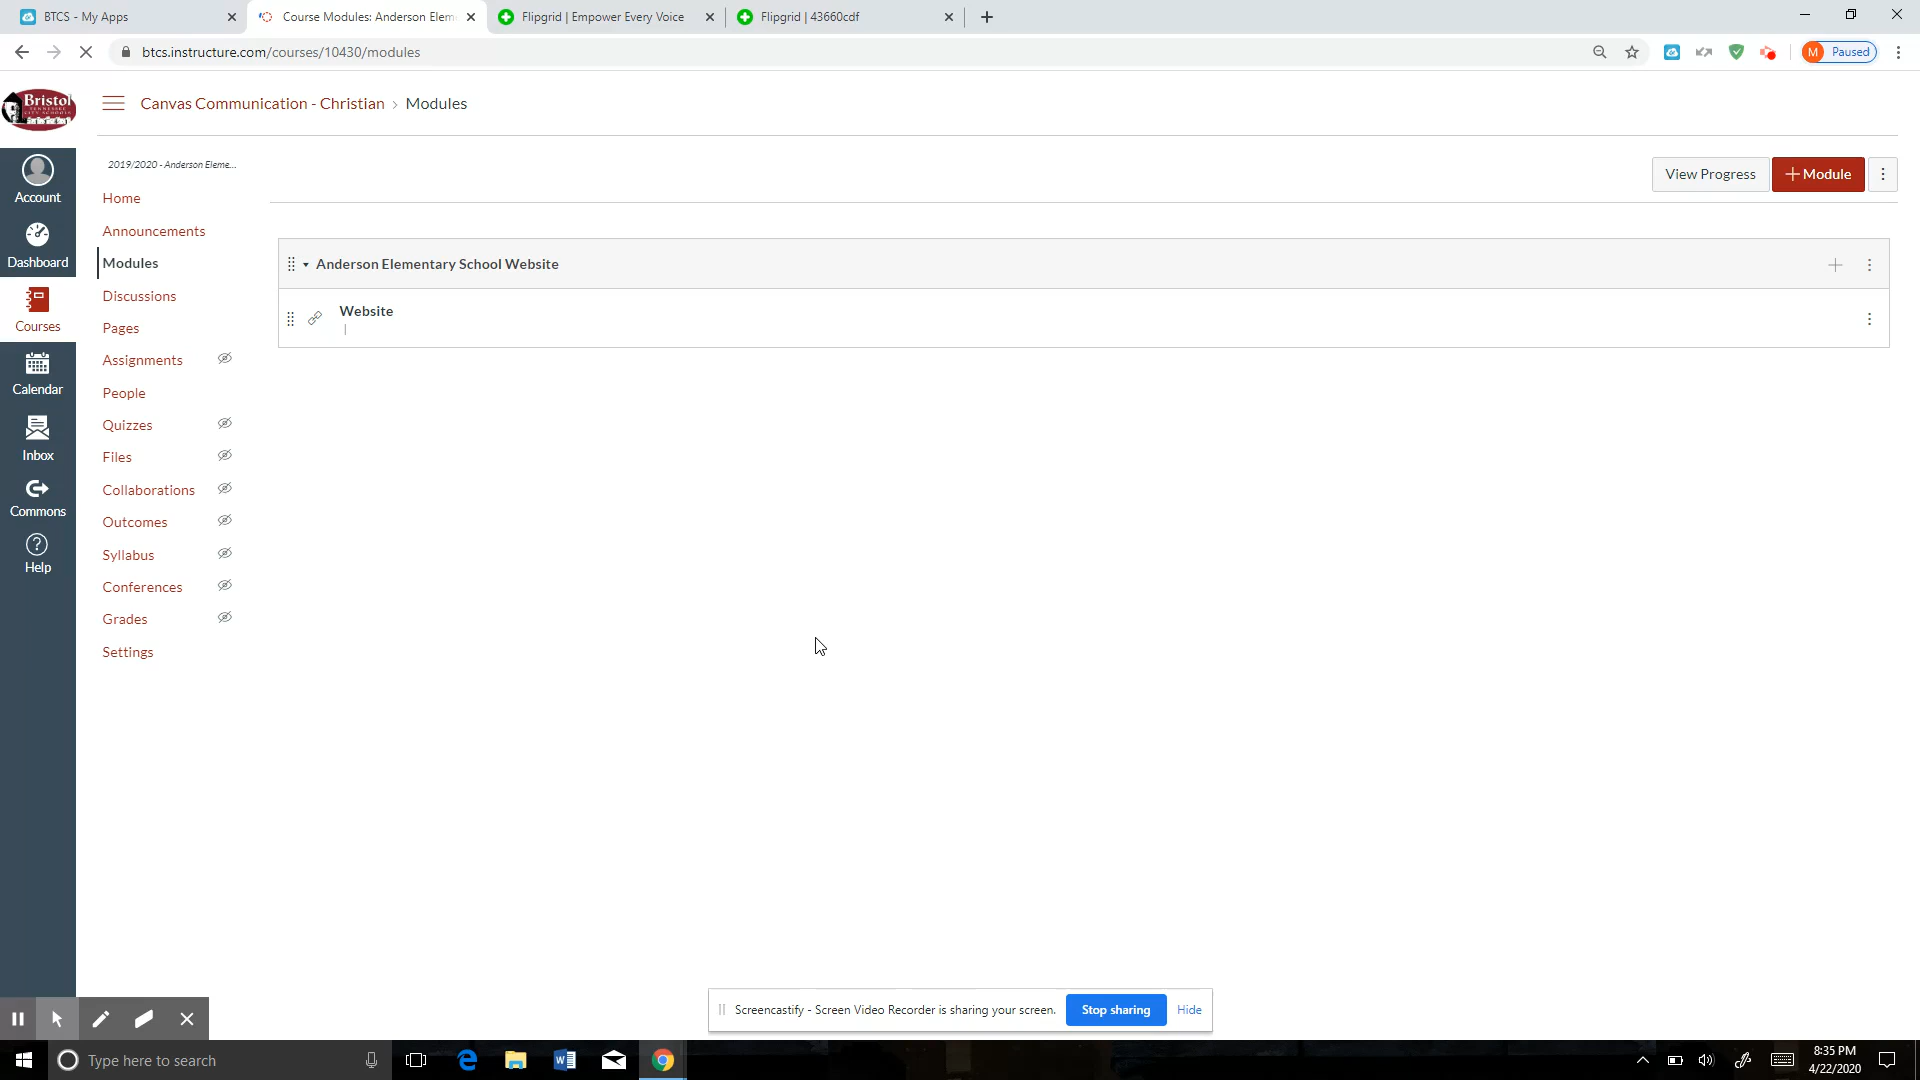 BTCS - My Apps
Course Modules: Anderson Elem
Flipgrid | Empower Every Voice
Flipgrid | 43660cdf
btcs.instructure.com/courses/10430/modules
M Paused
Bristol
Canvas Communication - Christian › Modules
2019/2020 - Anderson Eleme...
View Progress
+ Module
Account
Dashboard
Courses
Calendar
Inbox
Commons
Help
Home
Announcements
Modules
Discussions
Pages
Assignments
People
Quizzes
Files
Collaborations
Outcomes
Syllabus
Conferences
Grades
Settings
Anderson Elementary School Website
Website
|
Screencastify - Screen Video Recorder is sharing your screen.
Stop sharing
Hide
Type here to search
8:35 PM
4/22/2020